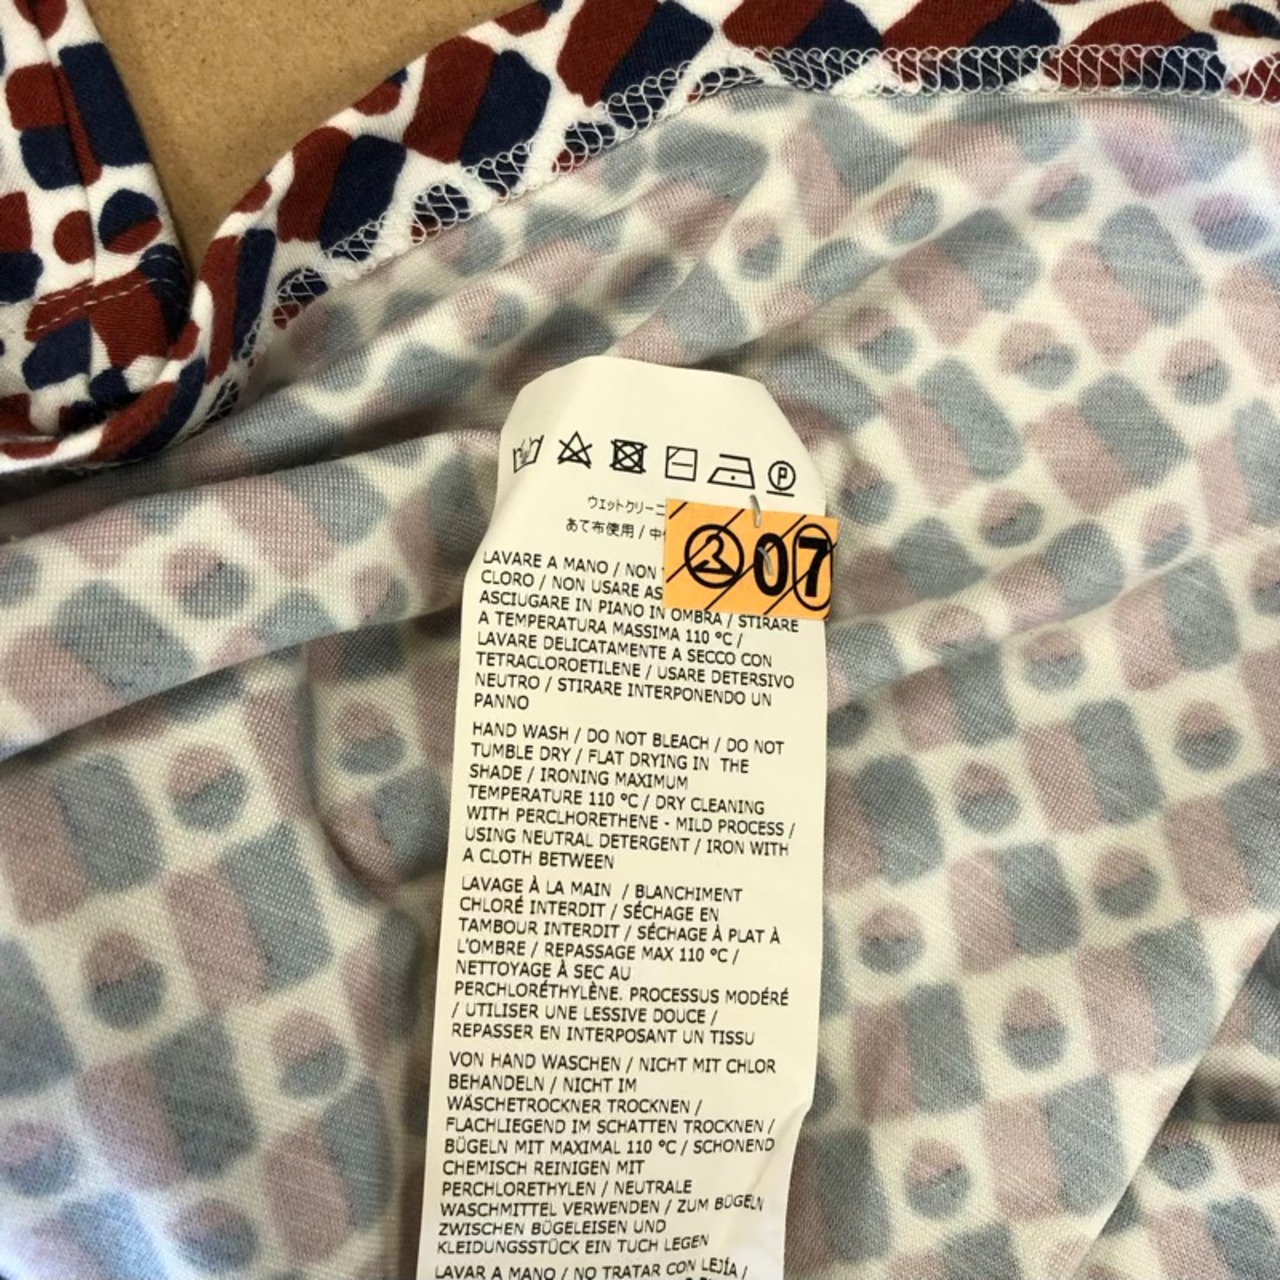 P
ウェットクリーニ
あて布使用 / 中
07
LAVARE A MANO / NON
CLORO / NON USARE AS
ASCIUGARE IN PIANO IN OMBRA / STIRARE
A TEMPERATURA MASSIMA 110 °C /
LAVARE DELICATAMENTE A SECCO CON
TETRACLOROETILENE / USARE DETERSIVO
NEUTRO / STIRARE INTERPONENDO UN
PANNO
HAND WASH / DO NOT BLEACH / DO NOT
TUMBLE DRY / FLAT DRYING IN THE
SHADE / IRONING MAXIMUM
TEMPERATURE 110 °C / DRY CLEANING
WITH PERCLHORETHENE - MILD PROCESS /
USING NEUTRAL DETERGENT / IRON WITH
A CLOTH BETWEEN
LAVAGE À LA MAIN / BLANCHIMENT
CHLORÉ INTERDIT / SÉCHAGE EN
TAMBOUR INTERDIT / SÉCHAGE À PLAT À
L'OMBRE / REPASSAGE MAX 110 °C /
NETTOYAGE À SEC AU
PERCHLORÉTHYLÈNE. PROCESSUS MODÉRÉ
/ UTILISER UNE LESSIVE DOUCE /
REPASSER EN INTERPOSANT UN TISSU
VON HAND WASCHEN / NICHT MIT CHLOR
BEHANDELN / NICHT IM
WÄSCHETROCKNER TROCKNEN /
FLACHLIEGEND IM SCHATTEN TROCKNEN /
BÜGELN MIT MAXIMAL 110 °C / SCHONEND
CHEMISCH REINIGEN MIT
PERCHLORETHYLEN / NEUTRALE
WASCHMITTEL VERWENDEN / ZUM BÜGELN
ZWISCHEN BÜGELEISEN UND
KLEIDUNGSSTÜCK EIN TUCH LEGEN
LAVAR A MANO / NO TRATAR CON LEJÍA /